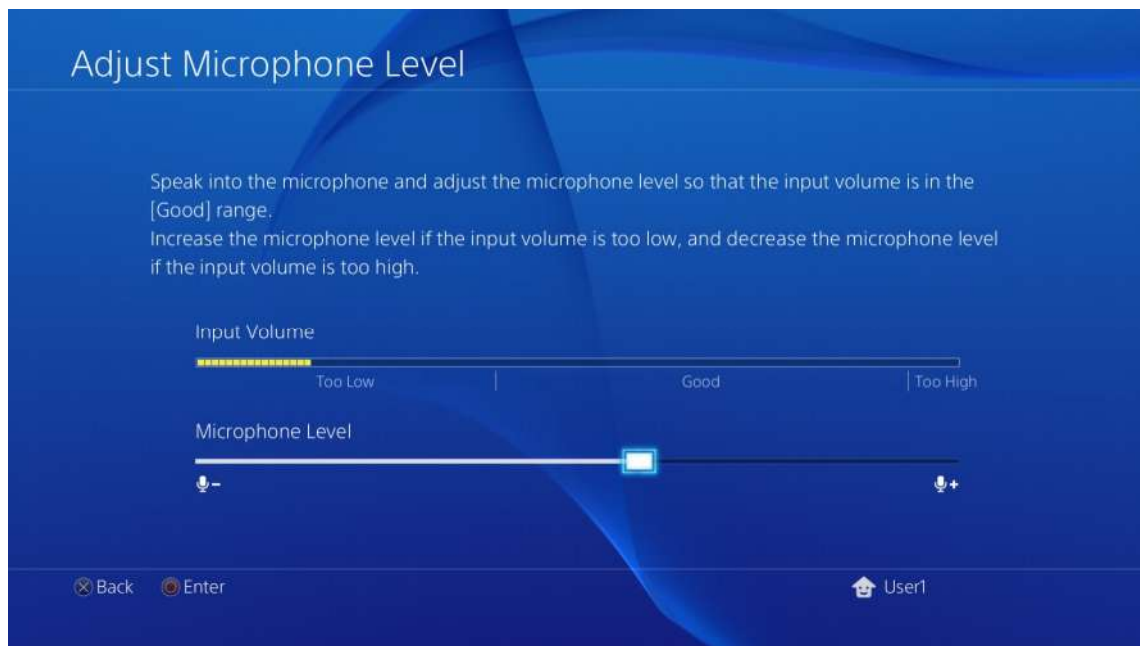 Adjust Microphone Level
Speak into the microphone and adjust the microphone level so that the input volume is in the
[Good] range.
Increase the microphone level if the input volume is too low, and decrease the microphone level
if the input volume is too high.
Input Volume
Too Low Good Too High
Microphone Level
Back Enter User1